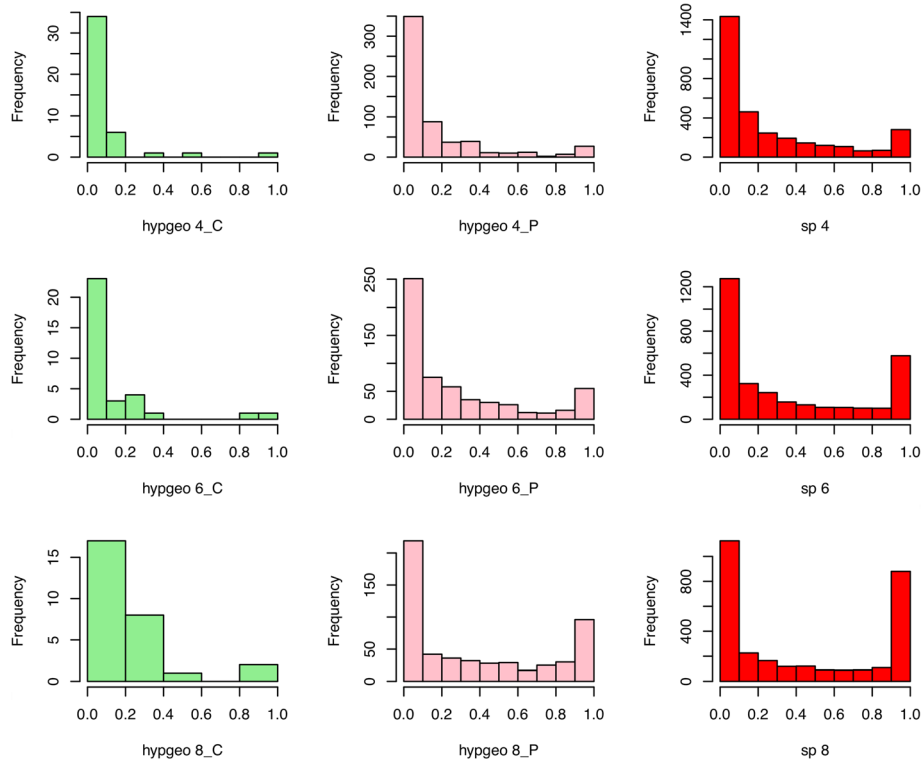 Frequency
0 10 20 30
0.0 0.2 0.4 0.6 0.8 1.0
hypgeo 4_C
Frequency
0 100 200 300
0.0 0.2 0.4 0.6 0.8 1.0
hypgeo 4_P
Frequency
0 400 800 1400
0.0 0.2 0.4 0.6 0.8 1.0
sp 4
Frequency
0 5 10 15 20
0.0 0.2 0.4 0.6 0.8 1.0
hypgeo 6_C
Frequency
0 50 150 250
0.0 0.2 0.4 0.6 0.8 1.0
hypgeo 6_P
Frequency
0 400 800 1200
0.0 0.2 0.4 0.6 0.8 1.0
sp 6
Frequency
0 5 10 15
0.0 0.2 0.4 0.6 0.8 1.0
hypgeo 8_C
Frequency
0 50 150
0.0 0.2 0.4 0.6 0.8 1.0
hypgeo 8_P
Frequency
0 400 800
0.0 0.2 0.4 0.6 0.8 1.0
sp 8